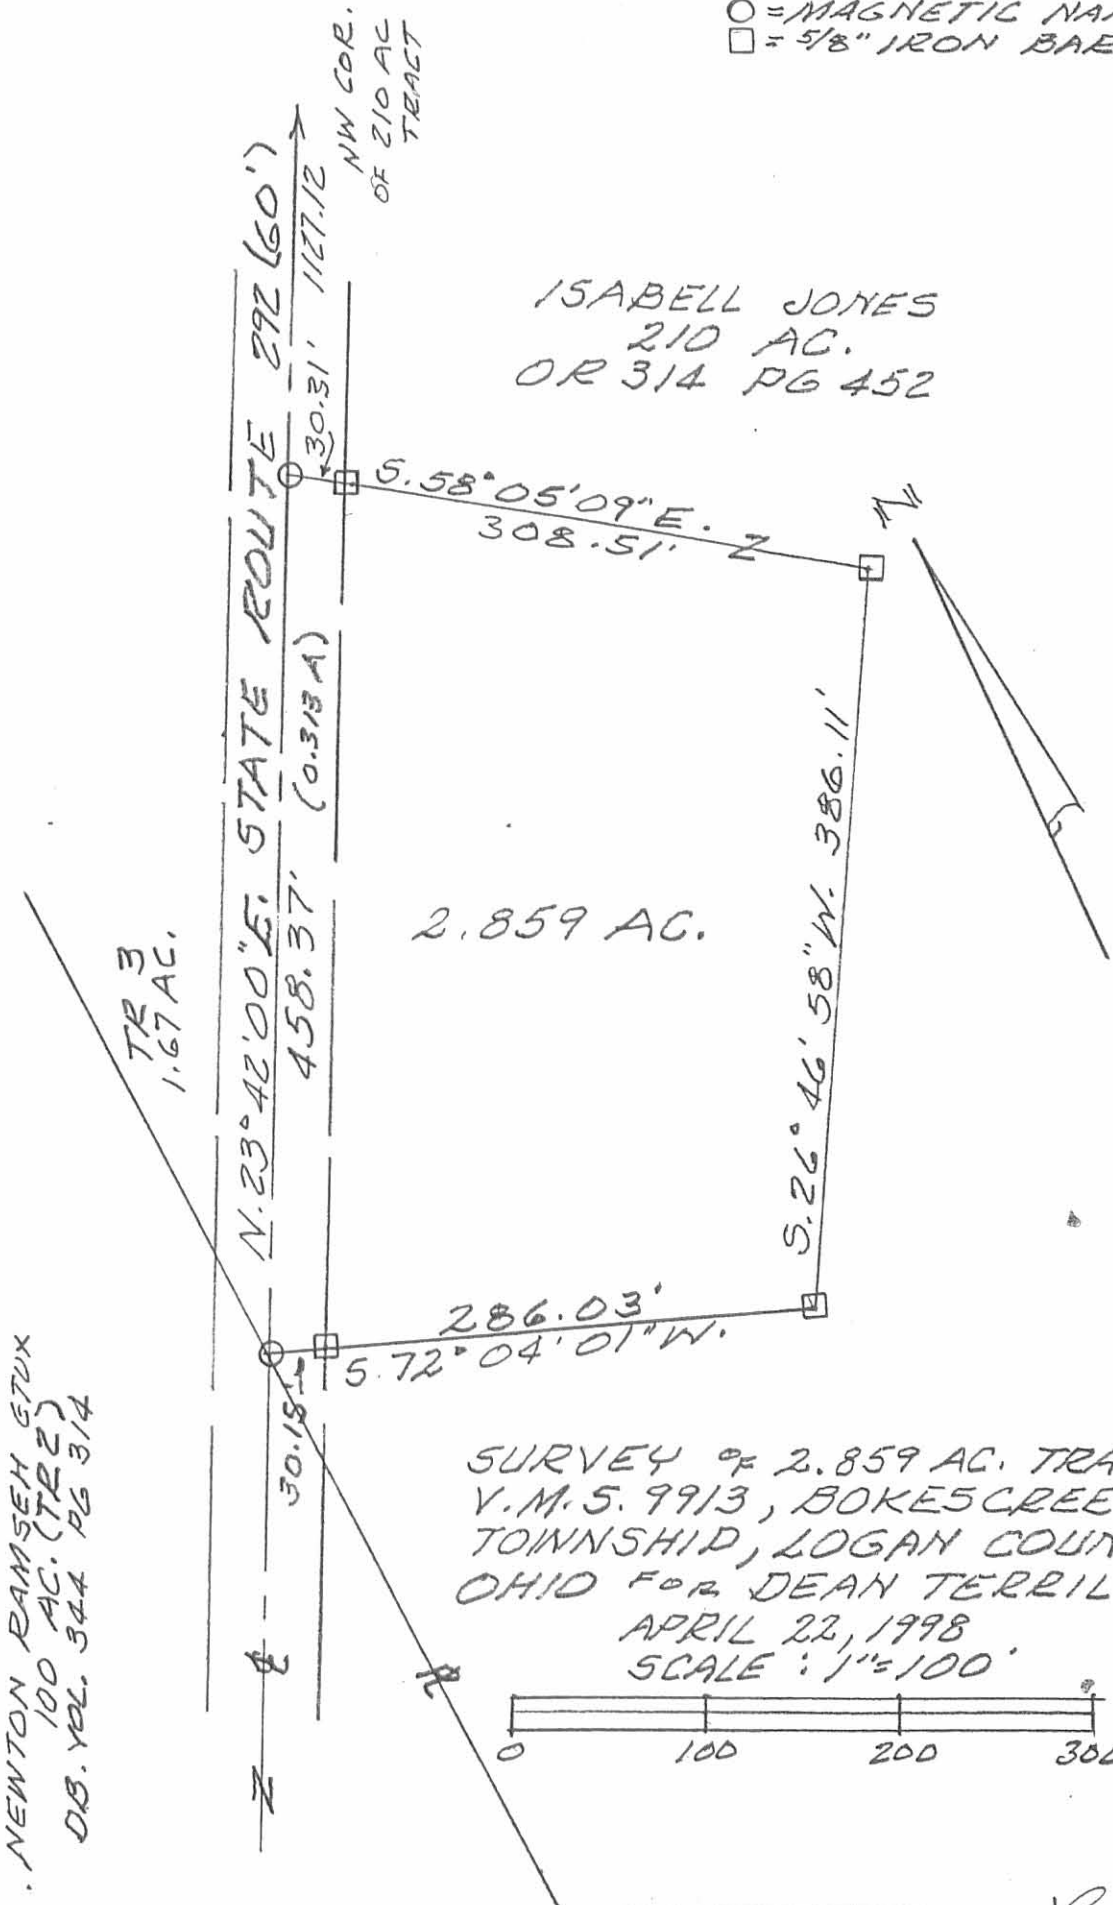 O = MAGNETIC NAI
□ = 5/8" IRON BAR
NW COR.
OF 210 AC
TRACT
1127.12
30.31'
ISABELL JONES
210 AC.
OR 314 PG 452
N
S.58°05'09"E.
308.51'
N.23°42'00"E. STATE ROUTE 292 (60')
458.37' (0.313 A)
2.859 AC.
S.26°46'58"W. 386.11'
TR 3
1.67 AC.
286.03'
S.72°04'01"W.
30.15'
NEWTON RAMSEH ETUX
100 AC. (TR 2)
D.B. VOL. 344 PG 314
SURVEY OF 2.859 AC. TRA
V.M.S. 9913, BOKESCREE
TOWNSHIP, LOGAN COUN
OHIO FOR DEAN TERRIL
APRIL 22, 1998
SCALE : 1"=100'
0 100 200 300